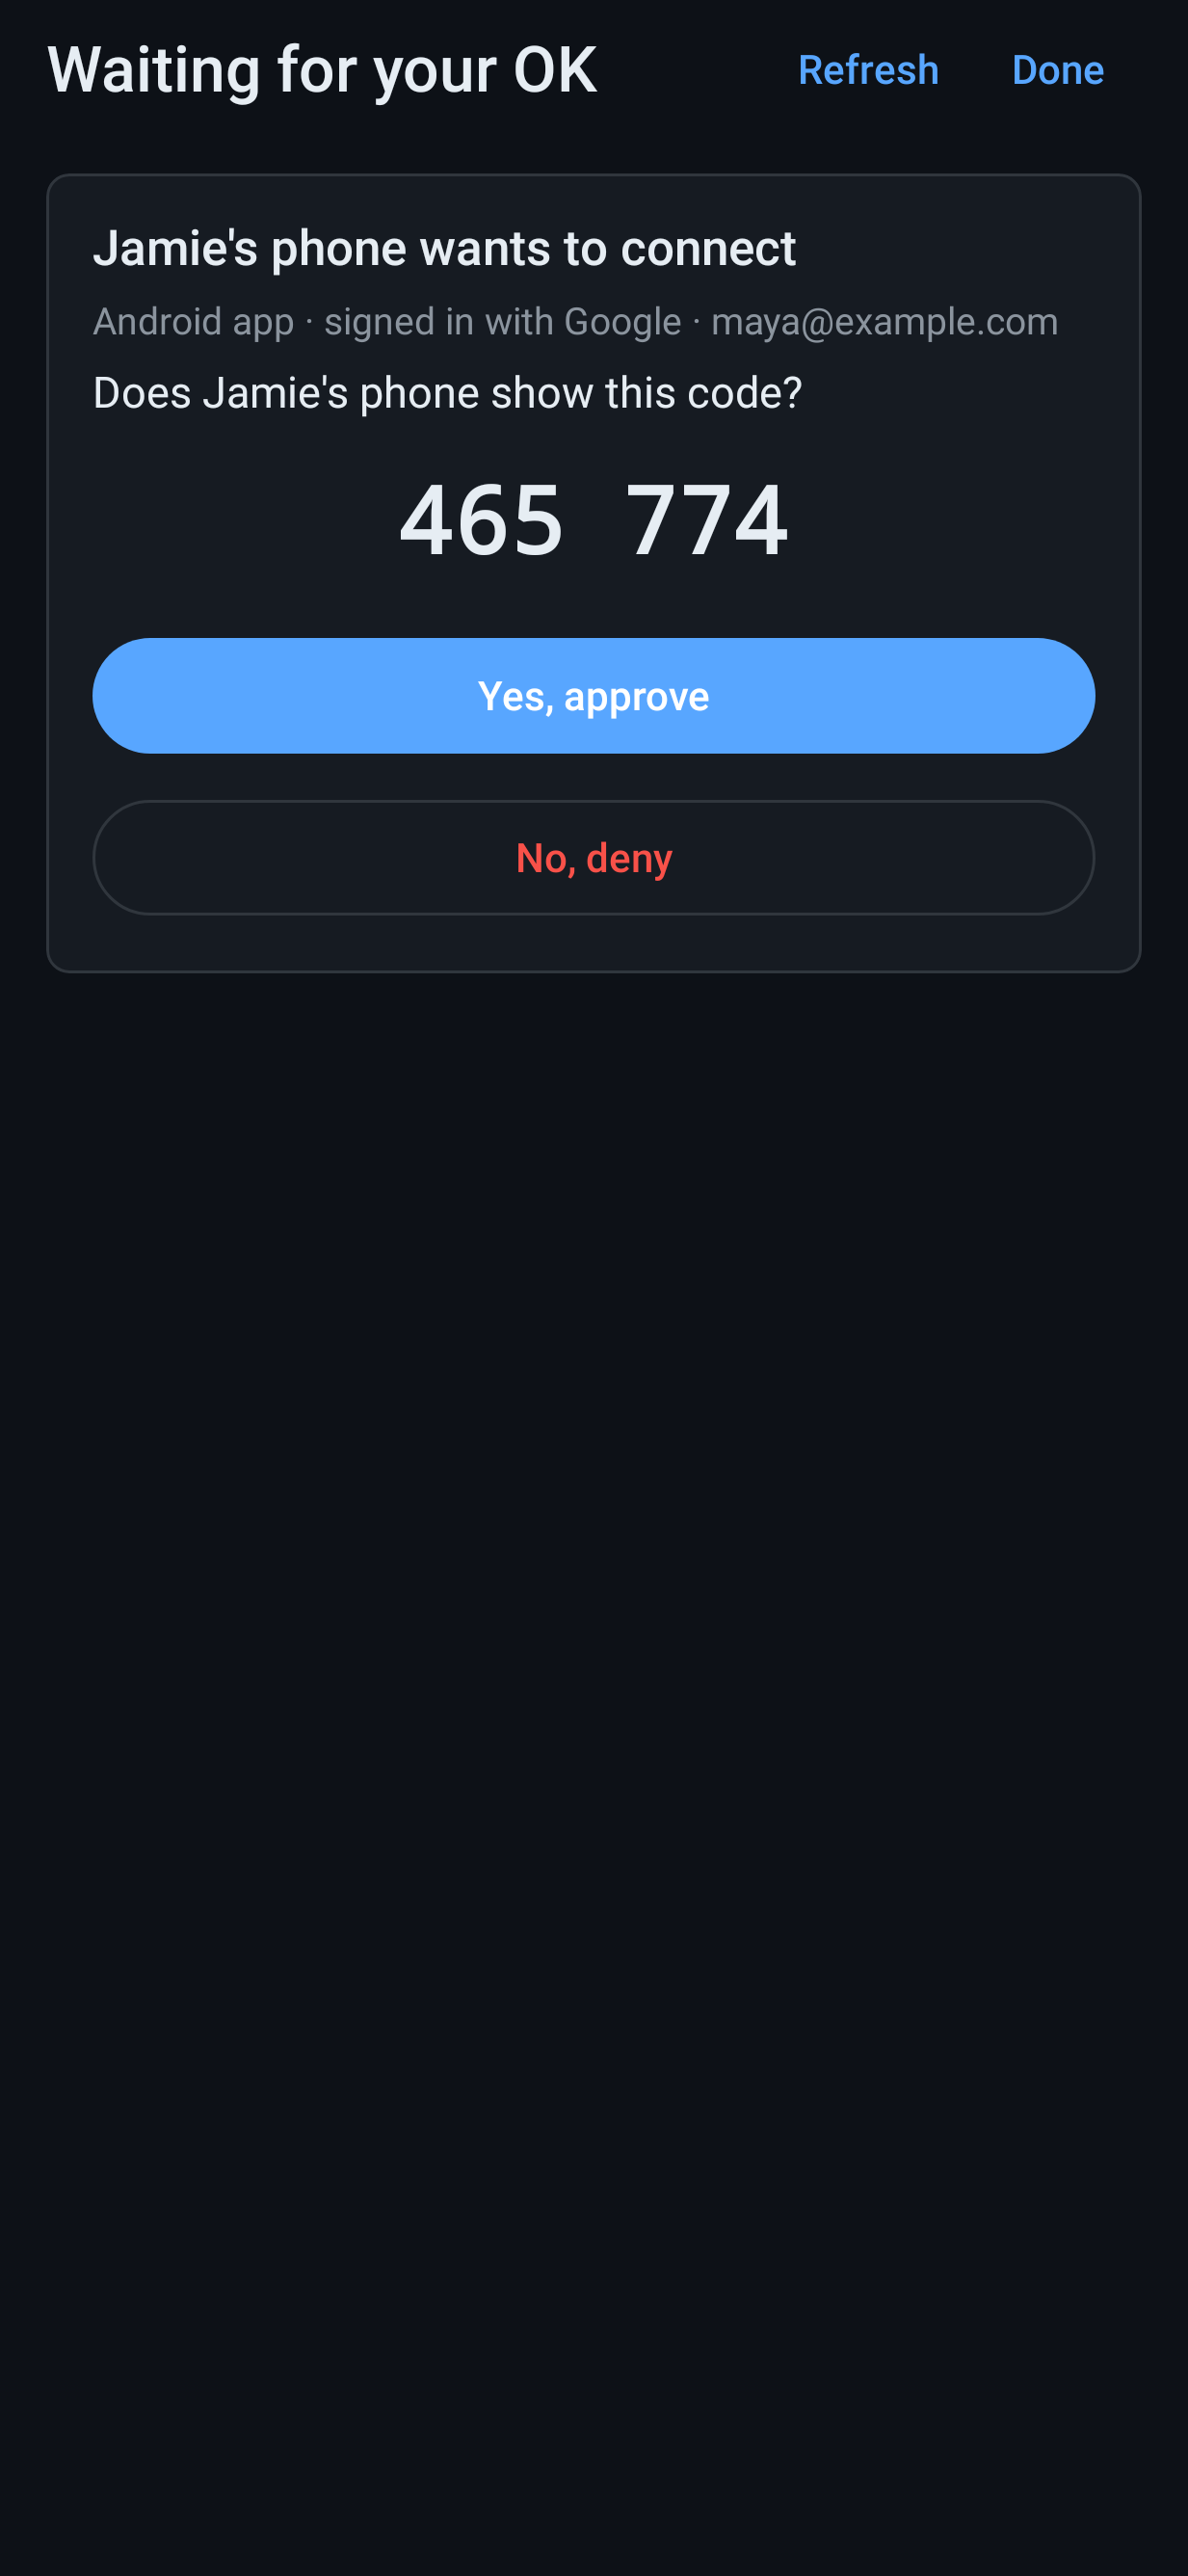 Waiting for your OK
Refresh
Done
Jamie's phone wants to connect
Android app · signed in with Google · maya@example.com
Does Jamie's phone show this code?
465 774
Yes, approve
No, deny